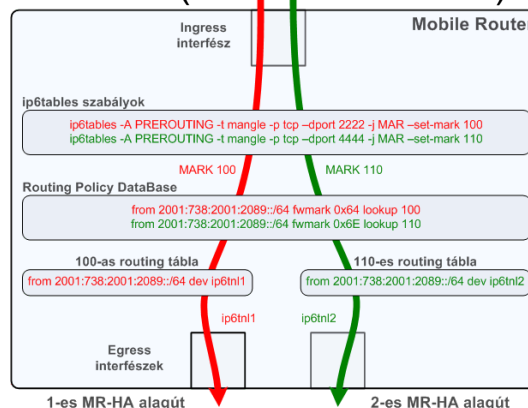 Mobile Router
Ingress
interfész
ip6tables szabályok
ip6tables -A PREROUTING -t mangle -p tcp –dport 2222 -j MAR –set-mark 100
ip6tables -A PREROUTING -t mangle -p tcp –dport 4444 -j MAR –set-mark 110
MARK 100
MARK 110
Routing Policy DataBase
from 2001:738:2001:2089::/64 fwmark 0x64 lookup 100
from 2001:738:2001:2089::/64 fwmark 0x6E lookup 110
100-as routing tábla
110-es routing tábla
from 2001:738:2001:2089::/64 dev ip6tnl1
from 2001:738:2001:2089::/64 dev ip6tnl2
ip6tnl1
ip6tnl2
Egress
interfészek
1-es MR-HA alagút
2-es MR-HA alagút